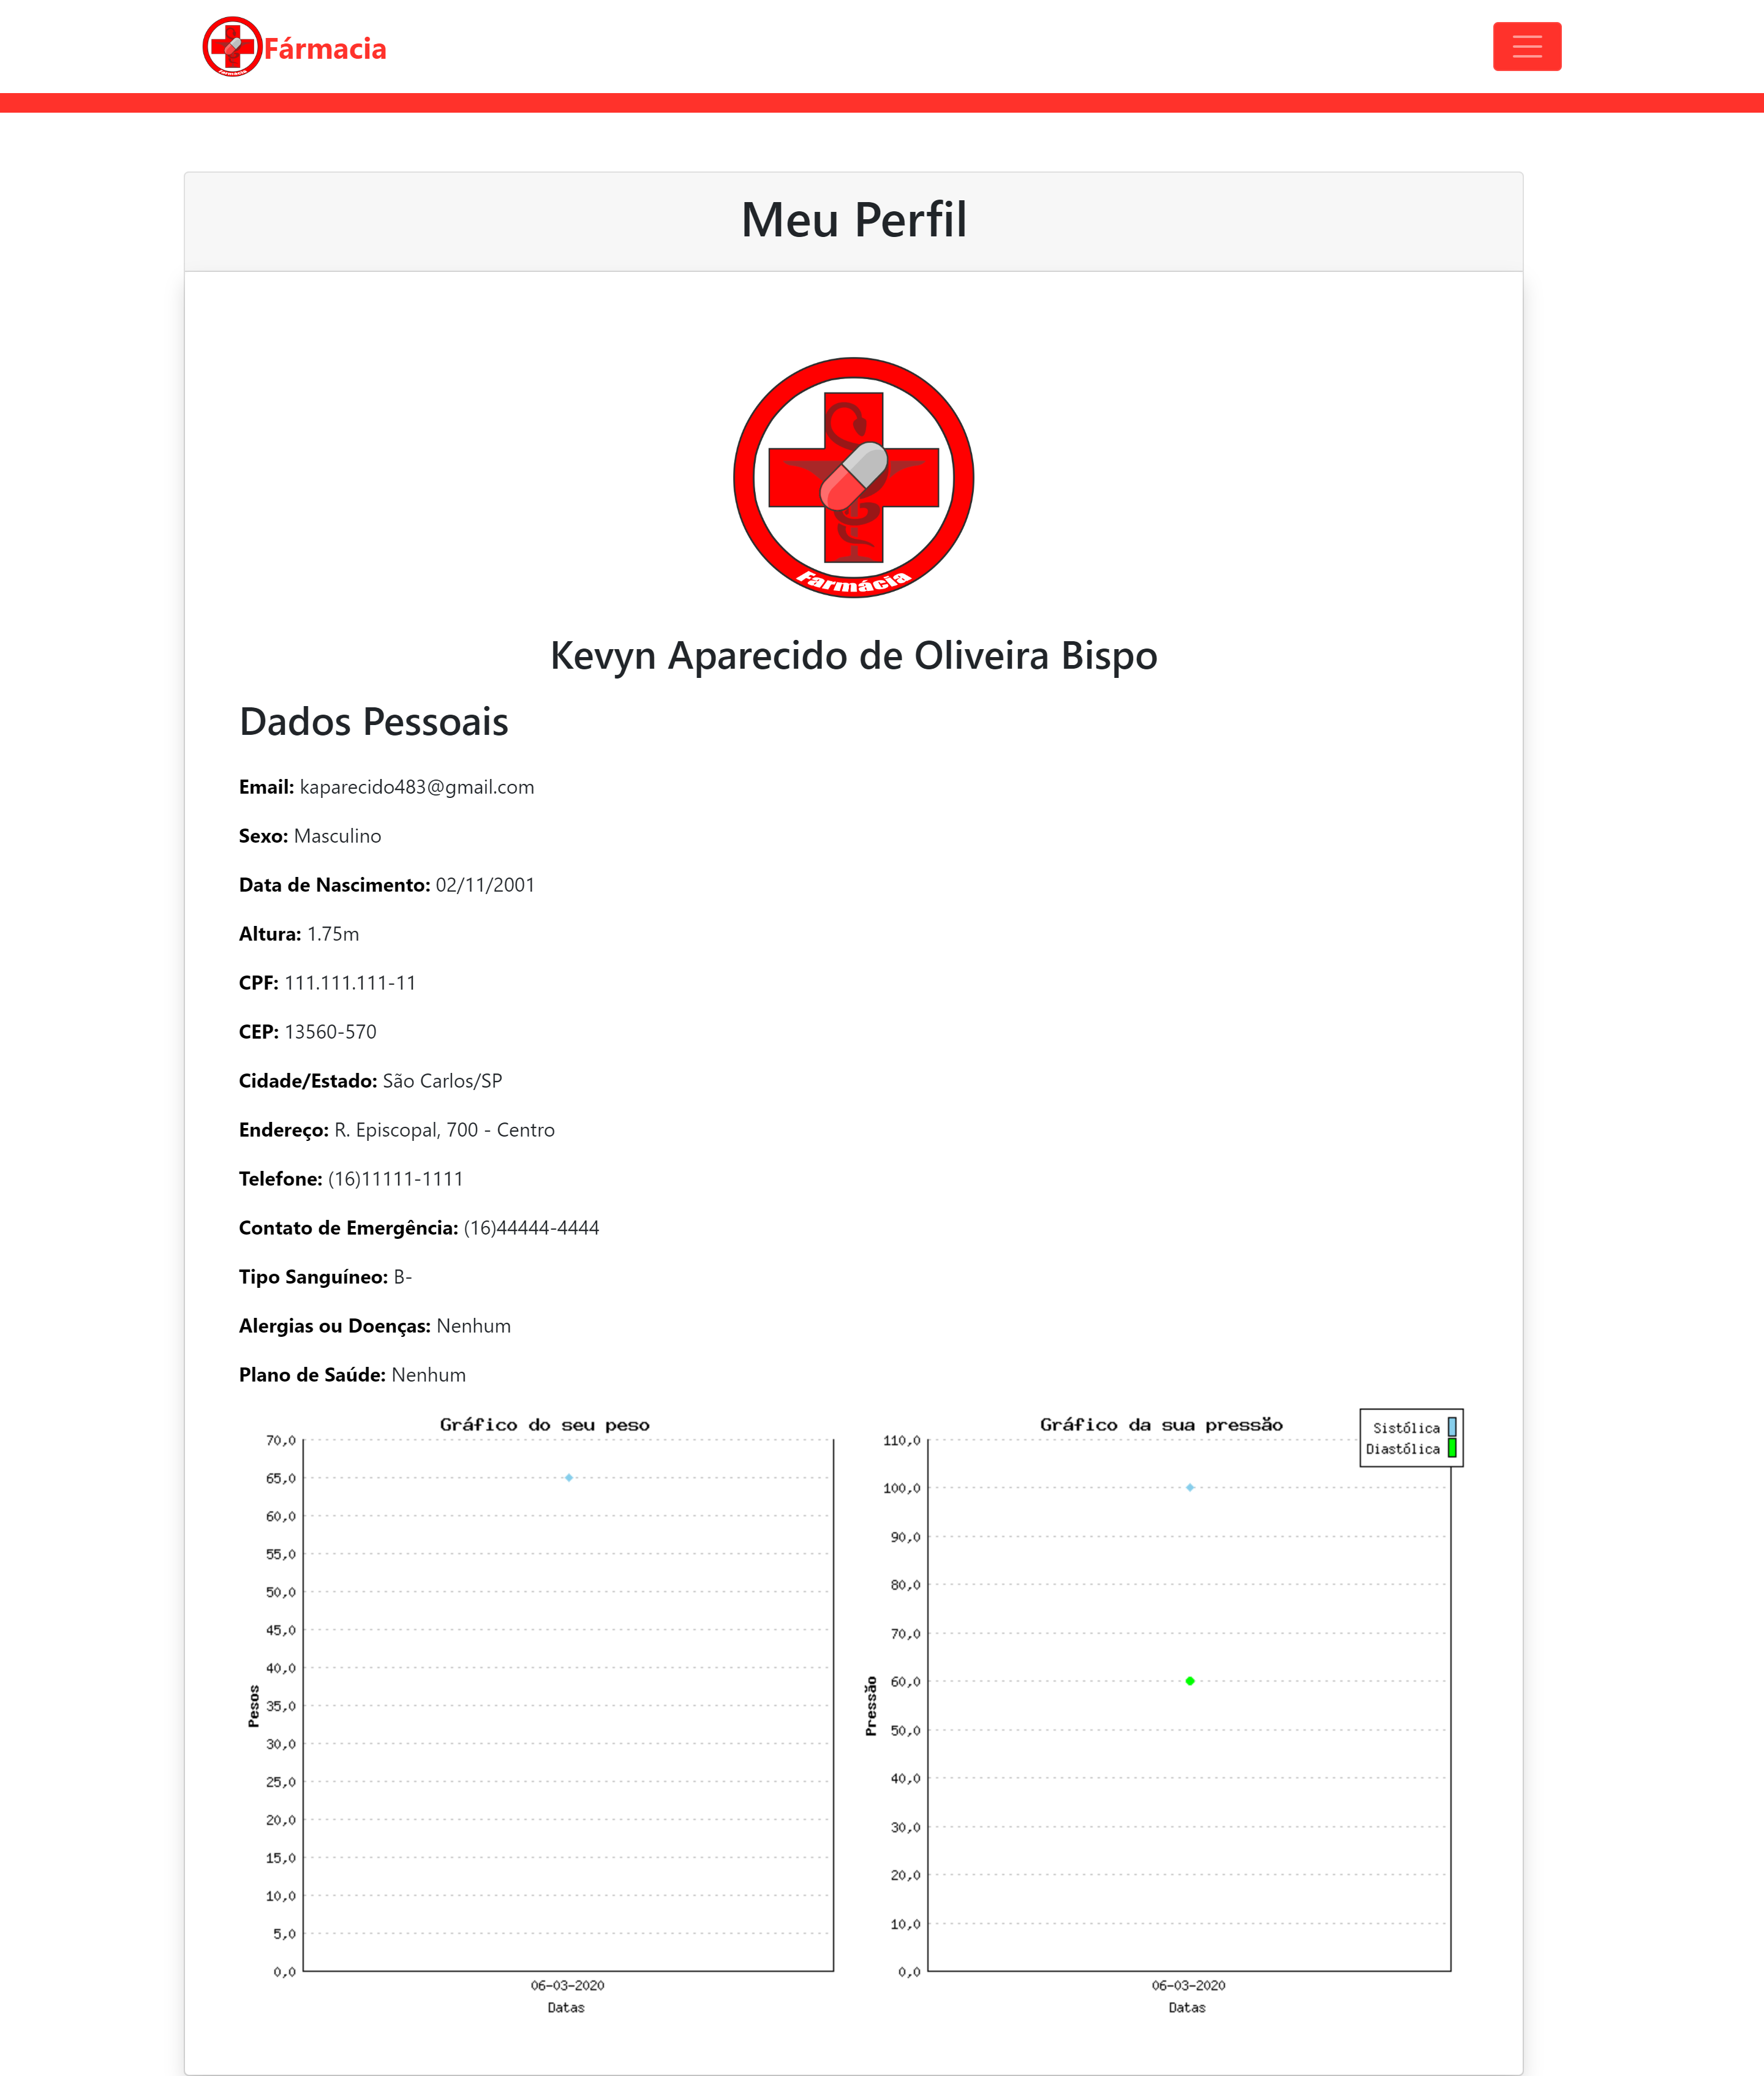 Fármacia
Meu Perfil
Farmácia
Kevyn Aparecido de Oliveira Bispo
Dados Pessoais
Email: kaparecido483@gmail.com
Sexo: Masculino
Data de Nascimento: 02/11/2001
Altura: 1.75m
CPF: 111.111.111-11
CEP: 13560-570
Cidade/Estado: São Carlos/SP
Endereço: R. Episcopal, 700 - Centro
Telefone: (16)11111-1111
Contato de Emergência: (16)44444-4444
Tipo Sanguíneo: B-
Alergias ou Doenças: Nenhum
Plano de Saúde: Nenhum
Gráfico do seu peso
70,0
65,0
60,0
55,0
50,0
45,0
40,0
35,0
30,0
25,0
20,0
15,0
10,0
5,0
0,0
Pesos
06-03-2020
Datas
Gráfico da sua pressăo
Sistólica
Diastólica
110,0
100,0
90,0
80,0
70,0
60,0
50,0
40,0
30,0
20,0
10,0
0,0
Pressăo
06-03-2020
Datas